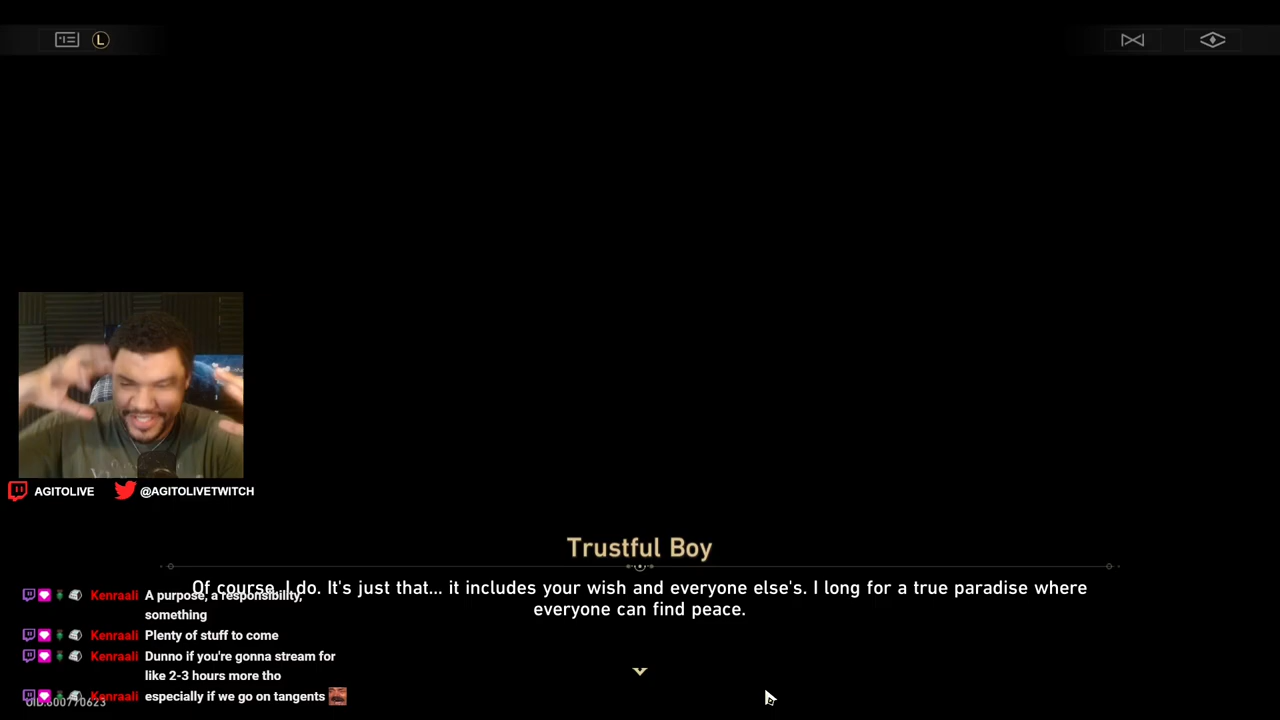 L
AGITOLIVE
@AGITOLIVETWITCH
Trustful Boy
Of course, I do. It's just that... it includes your wish and everyone else's. I long for a true paradise where
everyone can find peace.
Kenraali A purpose, a responsibility,
something
Kenraali Plenty of stuff to come
Kenraali Dunno if you're gonna stream for
like 2-3 hours more tho
Kenraali especially if we go on tangents
UID:600770623